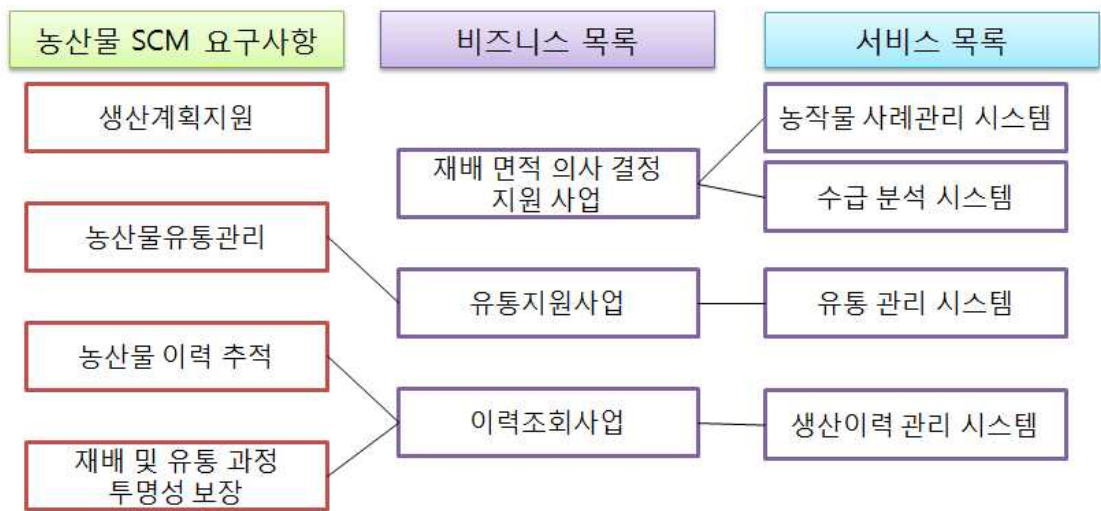 농산물 SCM 요구사항
비즈니스 목록
서비스 목록
생산계획지원
농산물유통관리
농산물 이력 추적
재배 및 유통 과정
투명성 보장
재배 면적 의사 결정
지원 사업
유통지원사업
이력조회사업
농작물 사례관리 시스템
수급 분석 시스템
유통 관리 시스템
생산이력 관리 시스템